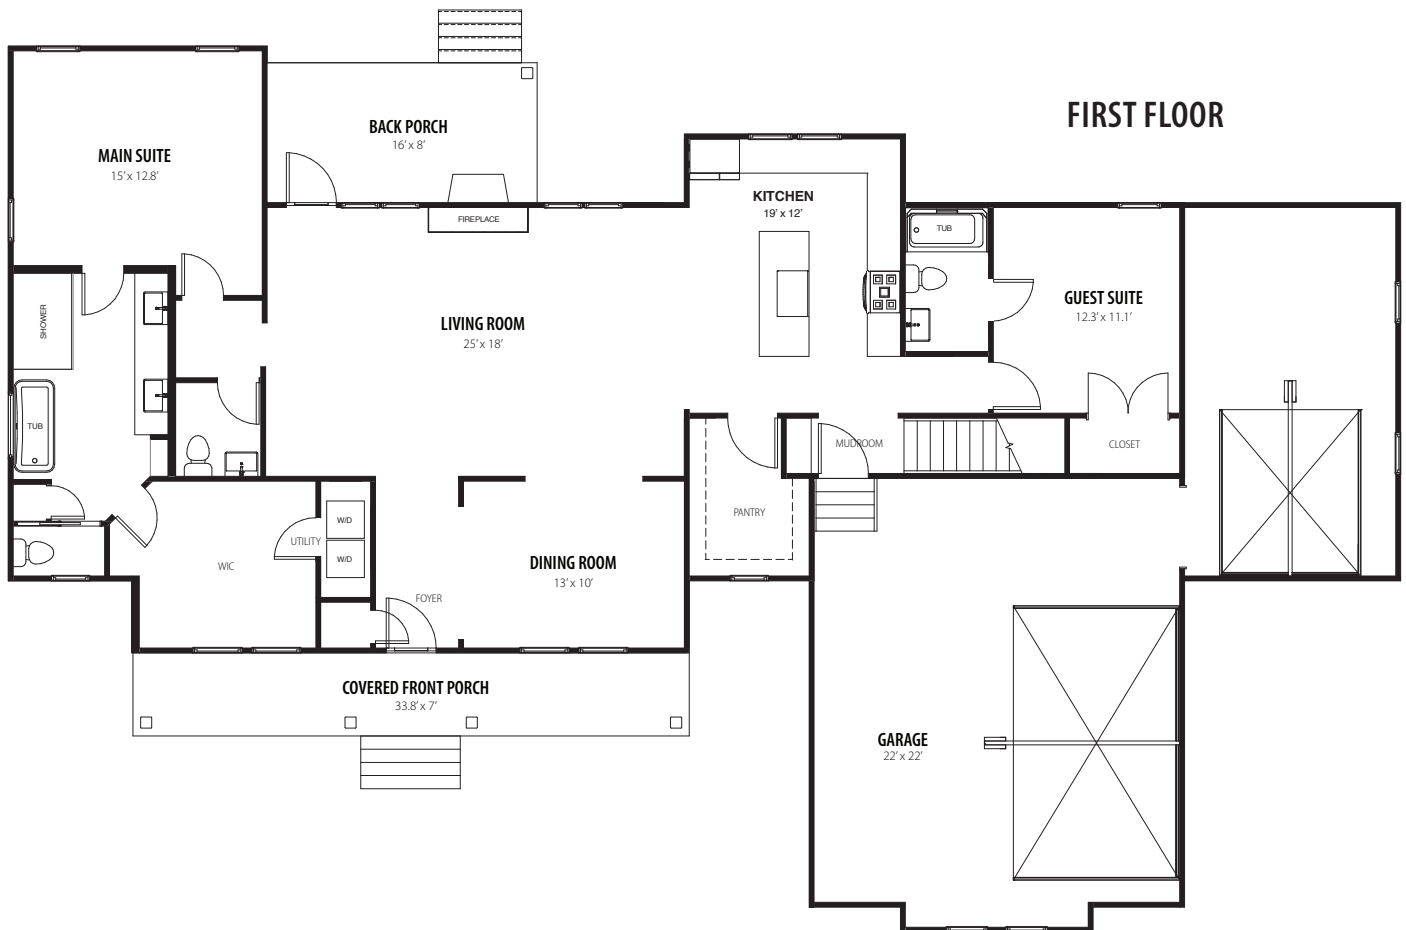 FIRST FLOOR
BACK PORCH
16' x 8'
MAIN SUITE
15' x 12.8'
KITCHEN
19' x 12'
FIREPLACE
TUB
GUEST SUITE
12.3' x 11.1'
SHOWER
LIVING ROOM
25' x 18'
TUB
MUDROOM
CLOSET
PANTRY
W/D
UTILITY
W/D
WIC
DINING ROOM
13' x 10'
FOYER
COVERED FRONT PORCH
33.8' x 7'
GARAGE
22' x 22'